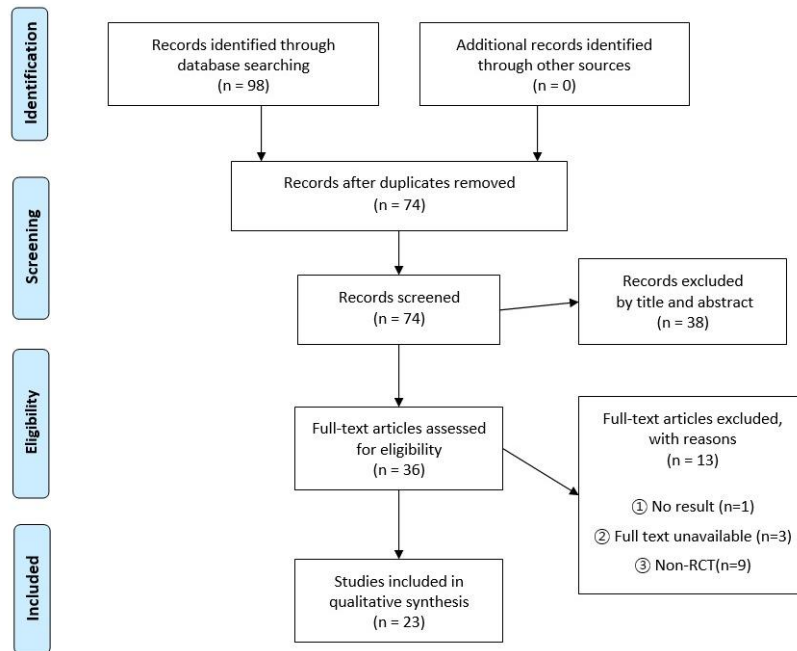 Identification
Records identified through
database searching
(n = 98)
Additional records identified
through other sources
(n = 0)
Screening
Records after duplicates removed
(n = 74)
Records screened
(n = 74)
Records excluded
by title and abstract
(n = 38)
Eligibility
Full-text articles assessed
for eligibility
(n = 36)
Full-text articles excluded,
with reasons
(n = 13)
① No result (n=1)
② Full text unavailable (n=3)
③ Non-RCT(n=9)
Included
Studies included in
qualitative synthesis
(n = 23)